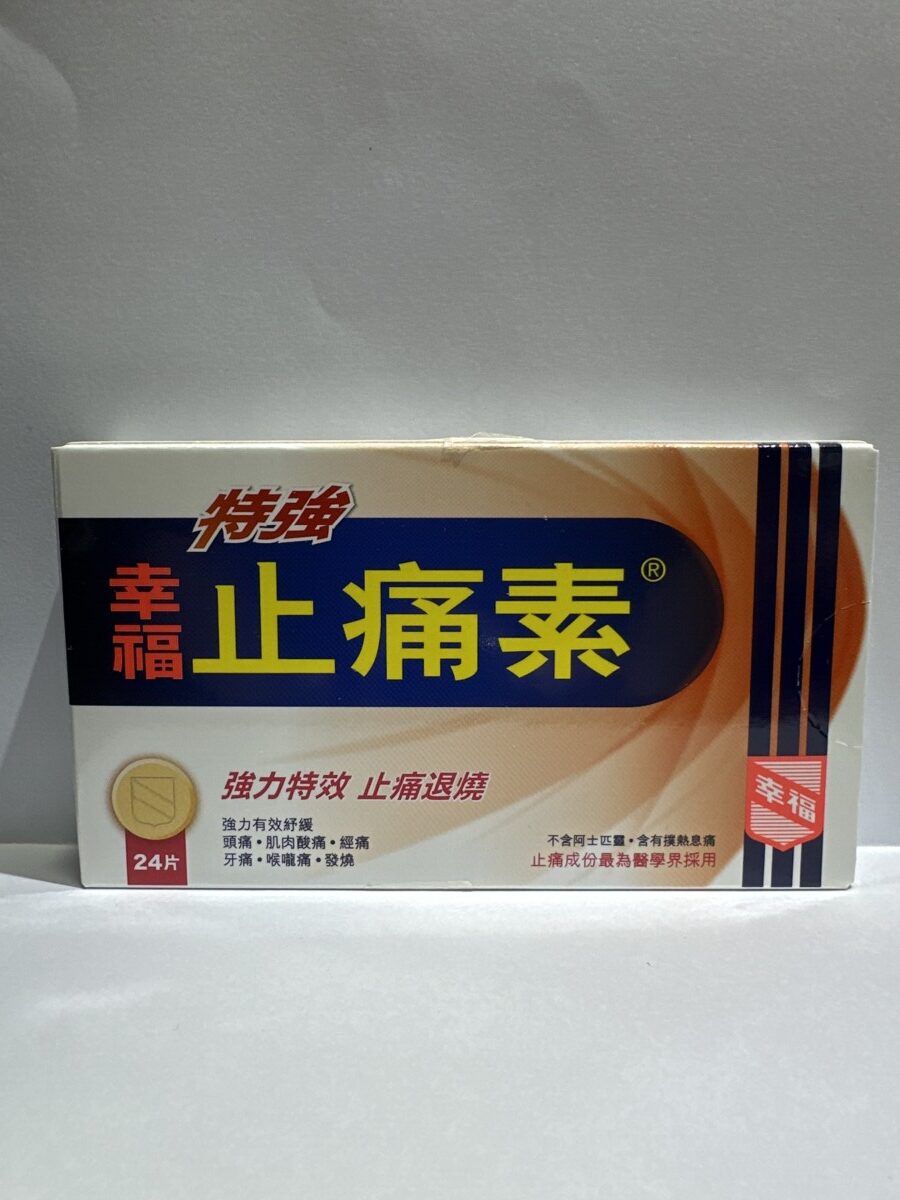 特強
幸福
止痛素®
強力特效 止痛退燒
強力有效紓緩
頭痛・肌肉酸痛・經痛
牙痛・喉嚨痛・發燒
24片
不含阿士匹靈・含有撲熱息痛
止痛成份最為醫學界採用
幸福